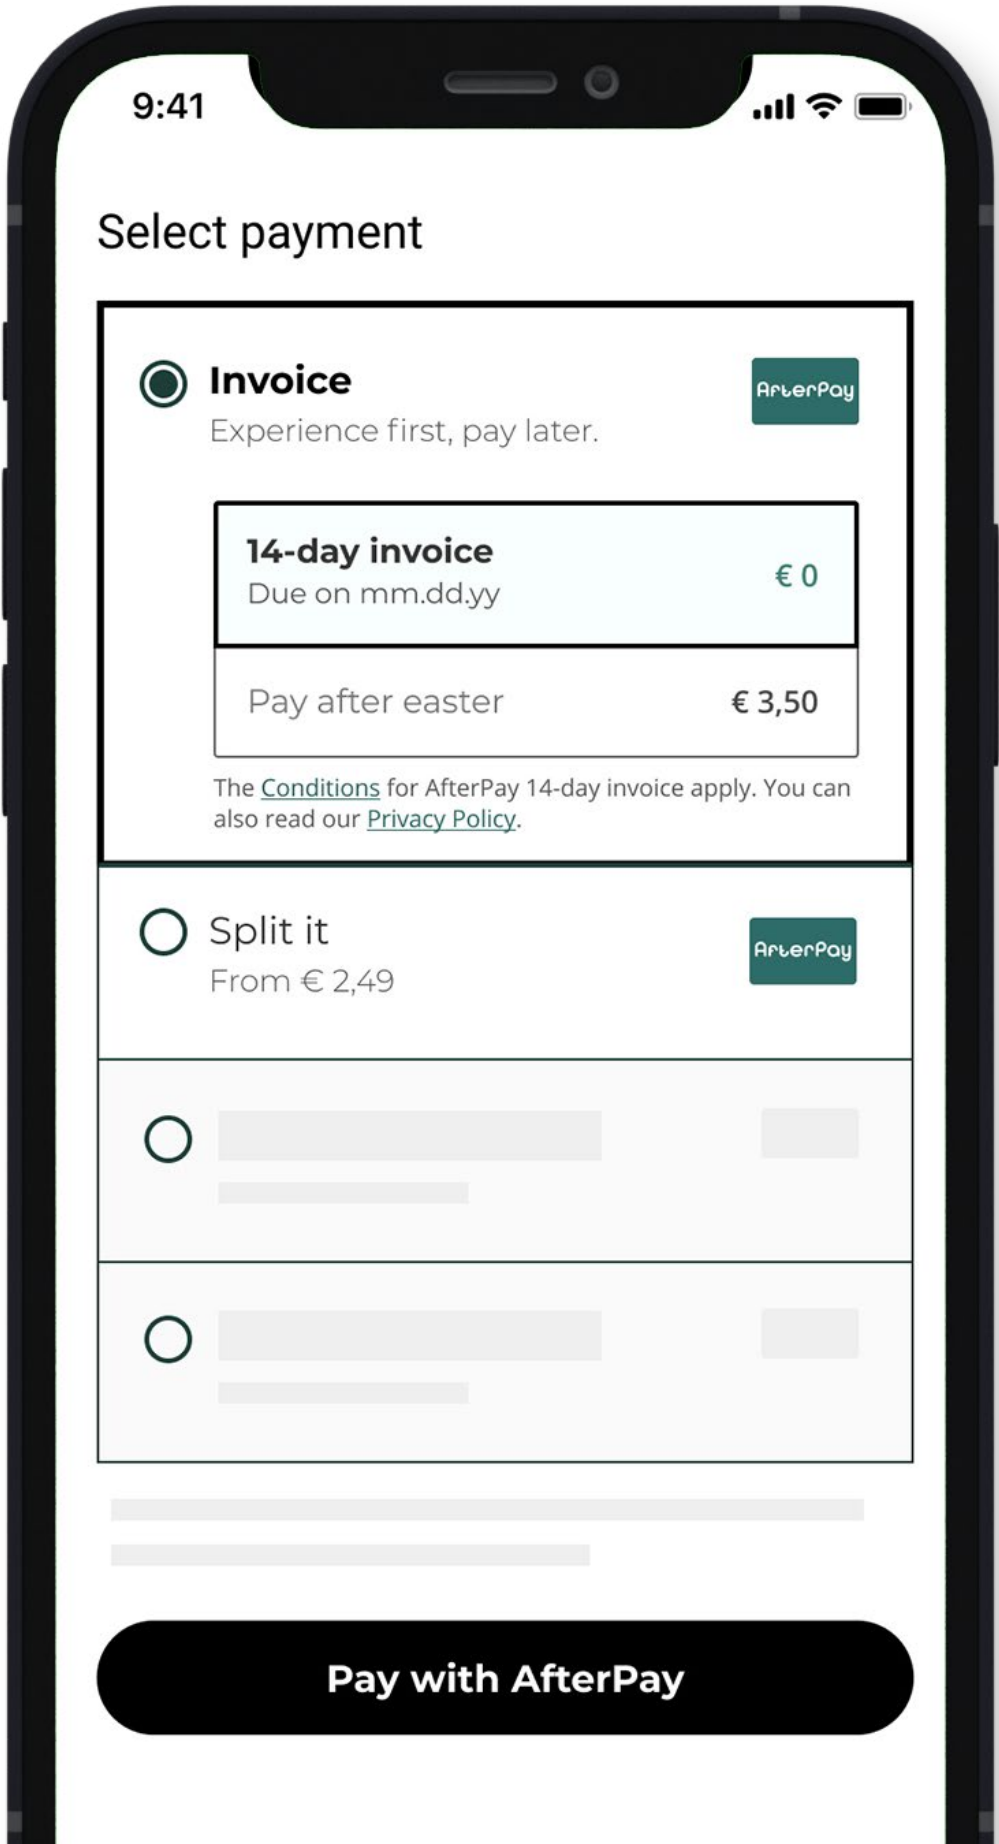 9:41
Select payment
Invoice
AfterPay
Experience first, pay later.
14-day invoice
Due on mm.dd.yy
€ 0
Pay after easter
€ 3,50
The Conditions for AfterPay 14-day invoice apply. You can
also read our Privacy Policy.
Split it
AfterPay
From € 2,49
Pay with AfterPay